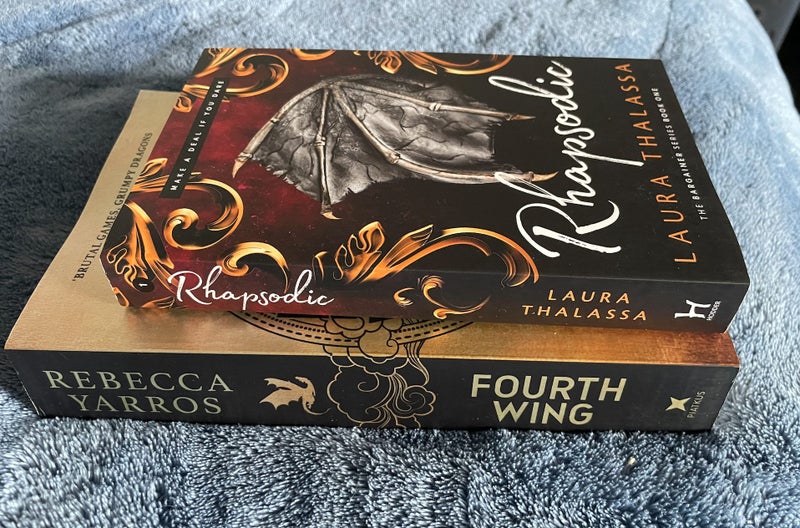 MAKE A DEAL IF YOU DARE
Rhapsodic
LAURA THALASSA
THE BARGAINER SERIES BOOK ONE
1
Rhapsodic
LAURA
THALASSA
H
HODDER
'BRUTAL GAMES, GRUMPY DRAGONS
REBECCA
YARROS
FOURTH
WING
PIATKUS